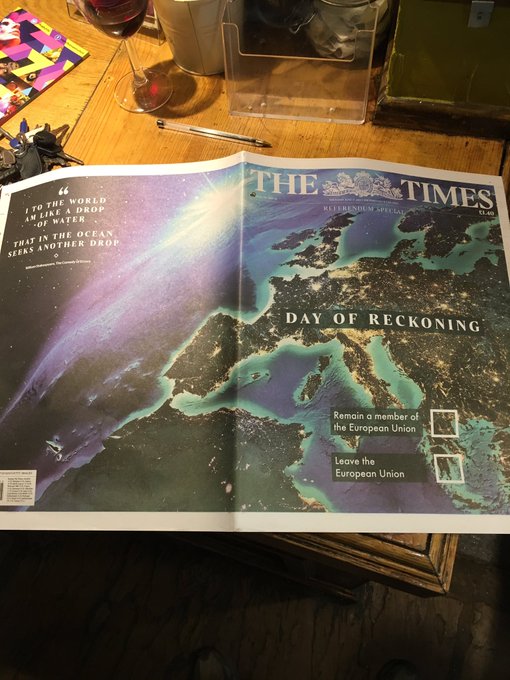 “
I TO THE WORLD
AM LIKE A DROP
OF WATER
THAT IN THE OCEAN
SEEKS ANOTHER DROP
William Shakespeare, The Comedy of Errors
THE TIMES
REFERENDUM SPECIAL
£1.40
DAY OF RECKONING
Remain a member of
the European Union
Leave the
European Union